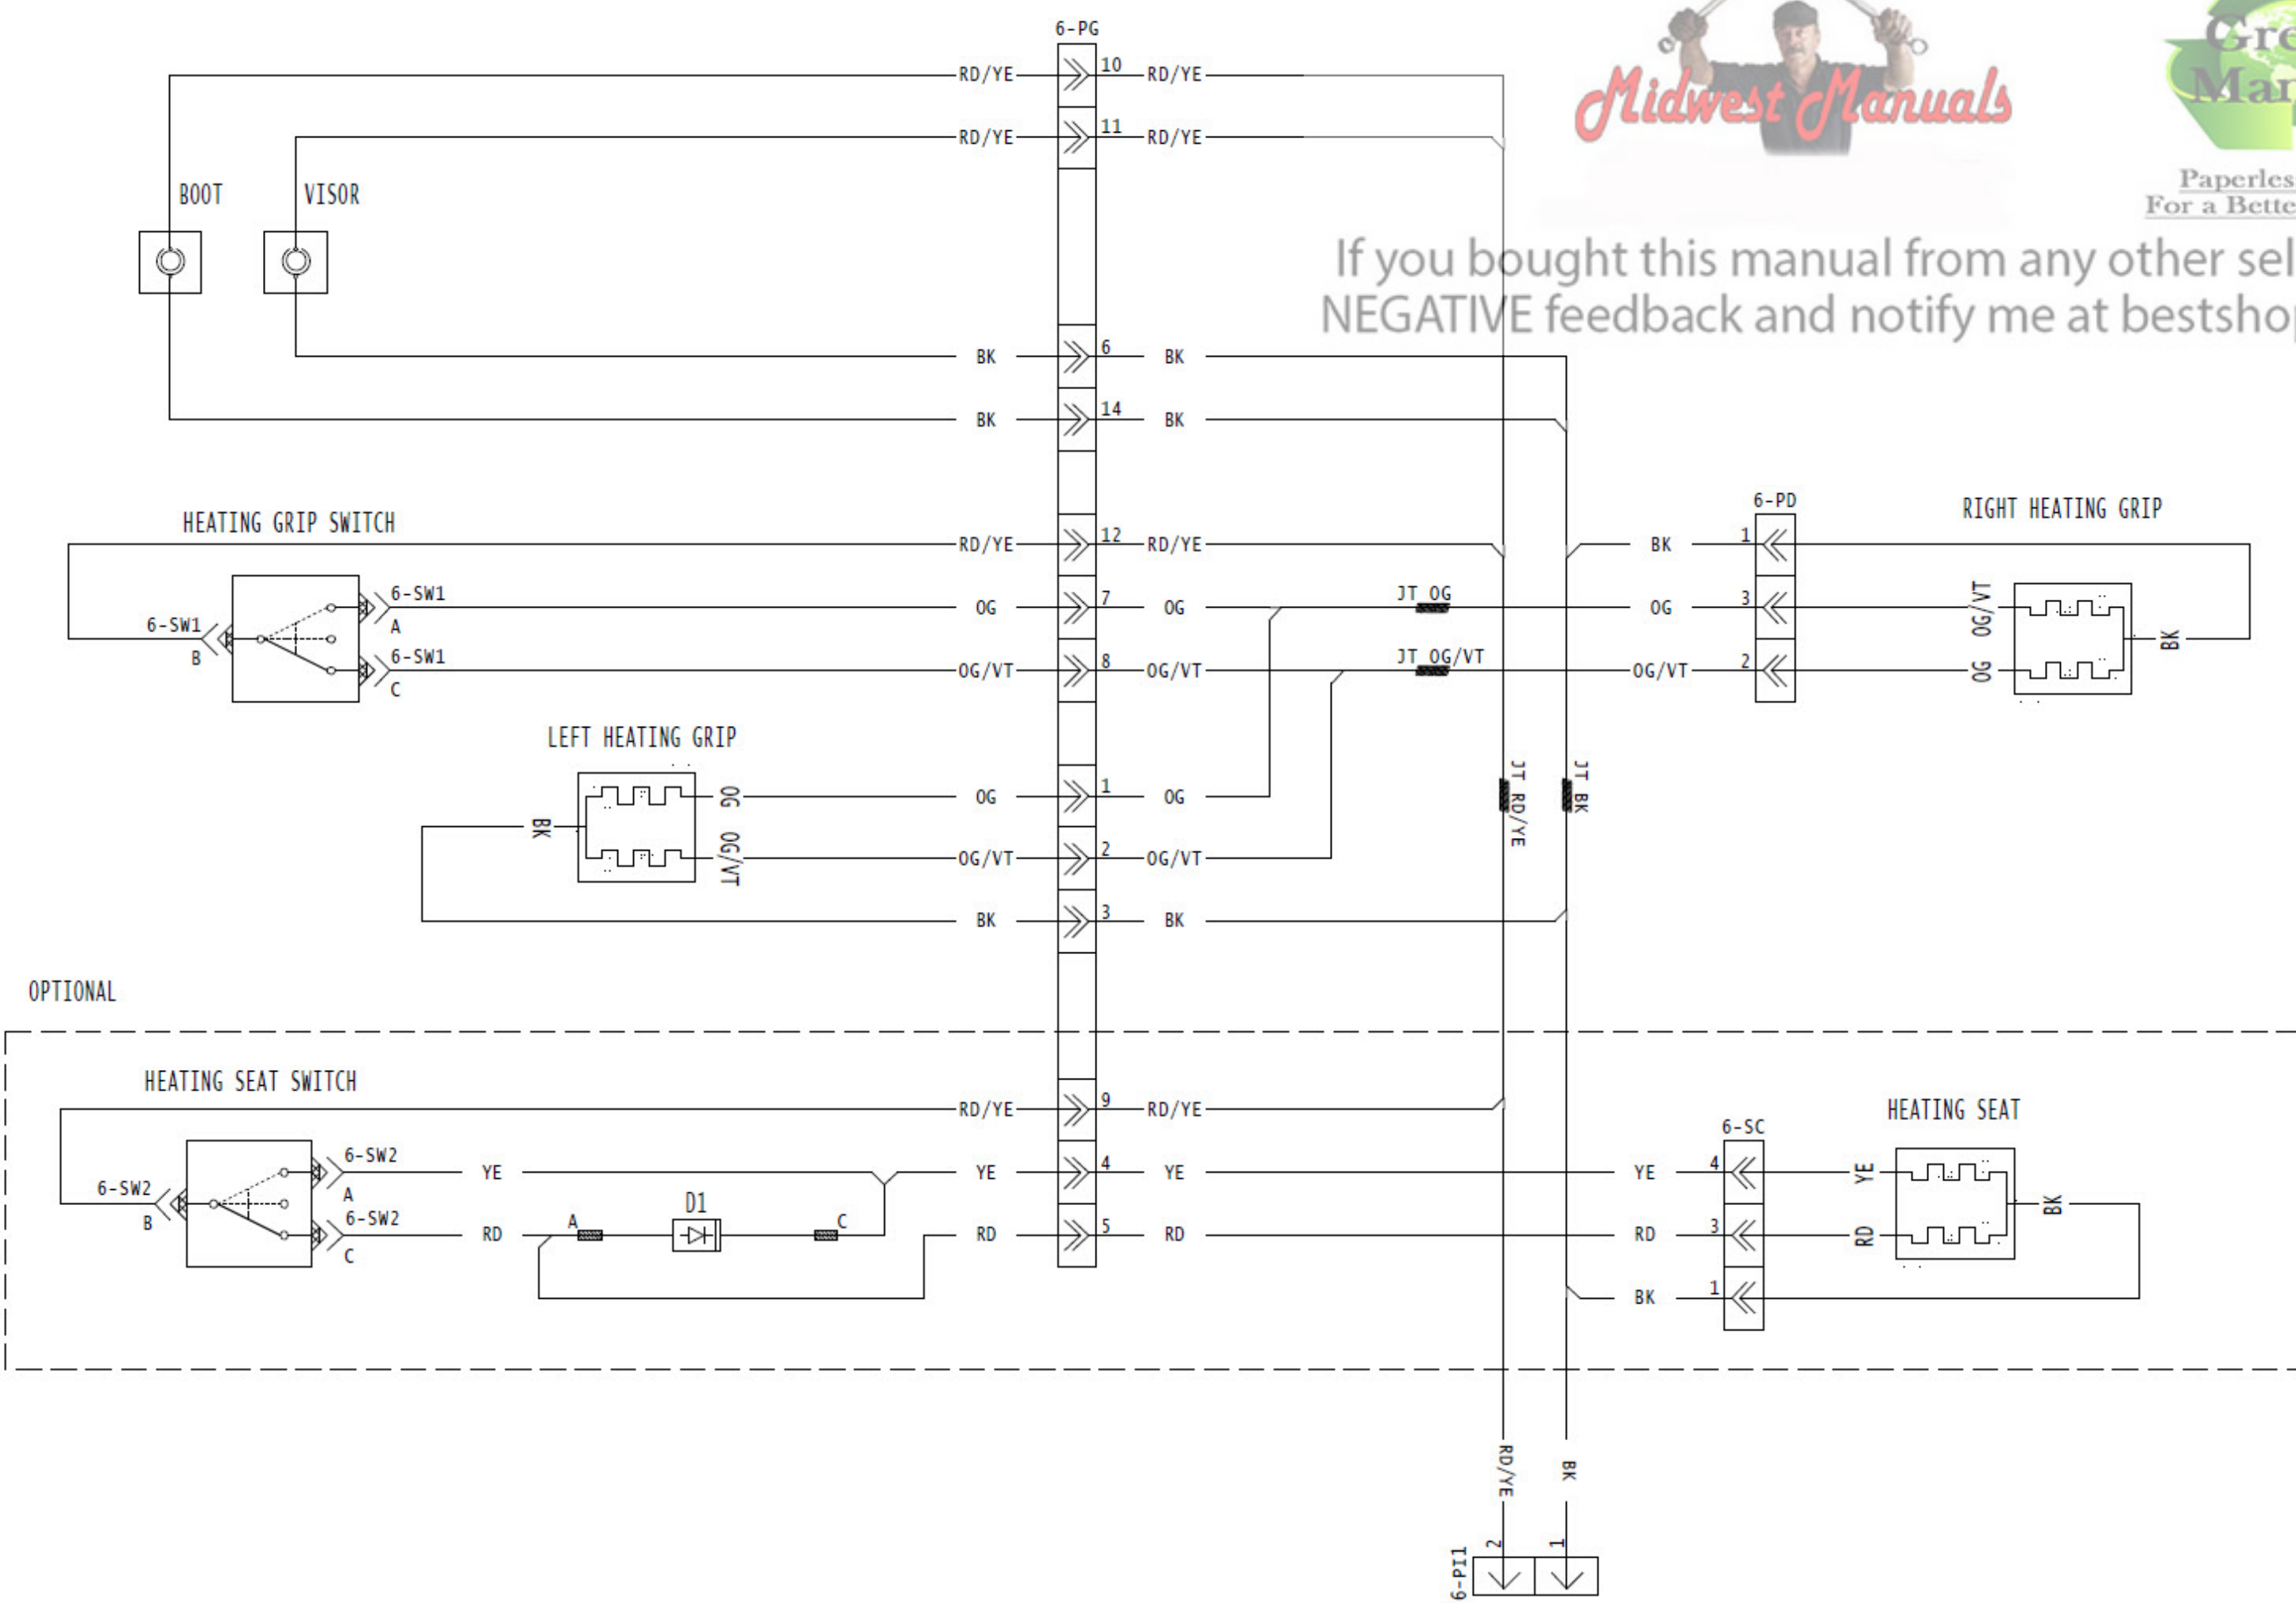 6-PG
RD/YE 10 RD/YE
RD/YE 11 RD/YE
Midwest Manuals
BOOT VISOR
If you bought this manual from any other sel
NEGATIVE feedback and notify me at bestsho
BK 6 BK
BK 14 BK
HEATING GRIP SWITCH
6-PD
RIGHT HEATING GRIP
RD/YE 12 RD/YE
BK 1
6-SW1
A
OG 7 OG
JT OG
OG 3
OG/VT
6-SW1
B
6-SW1
C
OG/VT 8 OG/VT
JT OG/VT
OG/VT 2
OG
BK
LEFT HEATING GRIP
OG
OG 1 OG
JT RD/YE
JT BK
BK
OG/VT
OG/VT 2 OG/VT
BK 3 BK
OPTIONAL
HEATING SEAT SWITCH
RD/YE 9 RD/YE
6-SC
HEATING SEAT
6-SW2
A
YE YE 4 YE YE 4 YE
6-SW2
B
6-SW2
C
RD A D1 C RD 5 RD RD 3 RD
BK
BK 1
RD/YE
BK
6-PI1
2
1
Paperles
For a Bette
Gre
Man